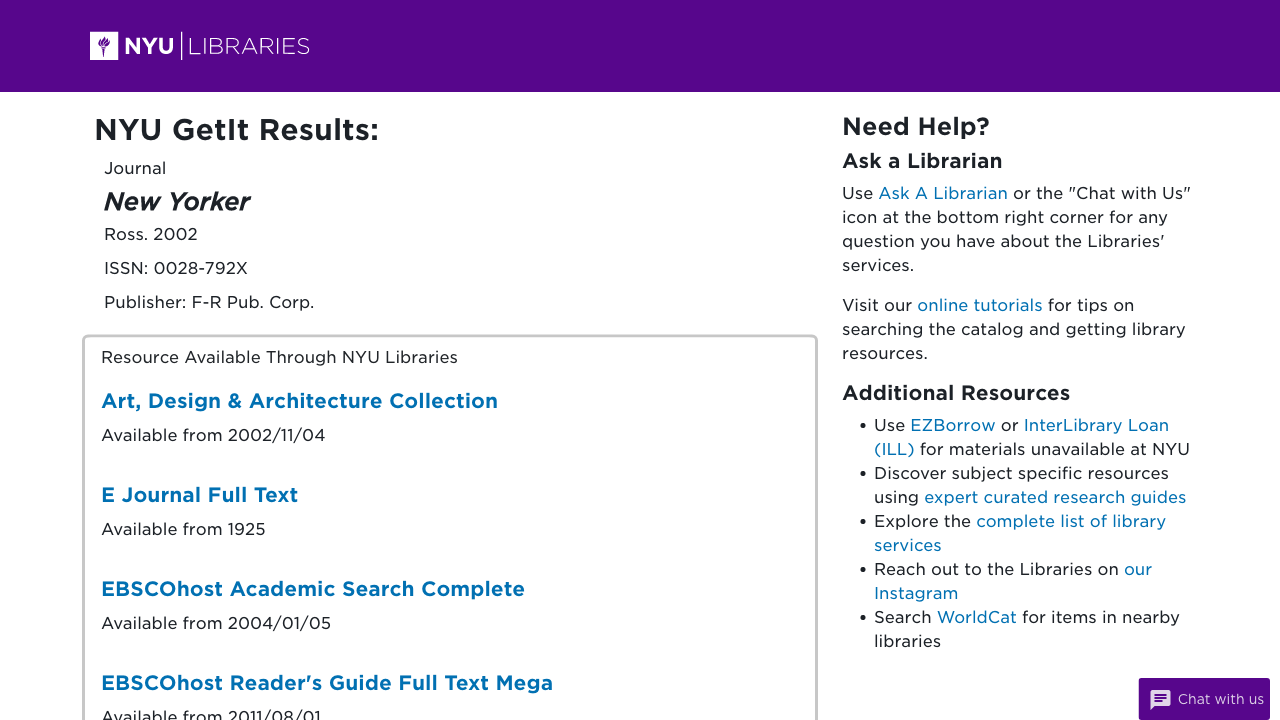 NYU LIBRARIES
NYU GetIt Results:
Journal
New Yorker
Ross. 2002
ISSN: 0028-792X
Publisher: F-R Pub. Corp.
Resource Available Through NYU Libraries
Art, Design & Architecture Collection
Available from 2002/11/04
E Journal Full Text
Available from 1925
EBSCOhost Academic Search Complete
Available from 2004/01/05
EBSCOhost Reader's Guide Full Text Mega
Available from 2011/08/01
Need Help?
Ask a Librarian
Use Ask A Librarian or the "Chat with Us"
icon at the bottom right corner for any
question you have about the Libraries'
services.
Visit our online tutorials for tips on
searching the catalog and getting library
resources.
Additional Resources
• Use EZBorrow or InterLibrary Loan
(ILL) for materials unavailable at NYU
• Discover subject specific resources
using expert curated research guides
• Explore the complete list of library
services
• Reach out to the Libraries on our
Instagram
• Search WorldCat for items in nearby
libraries
Chat with us